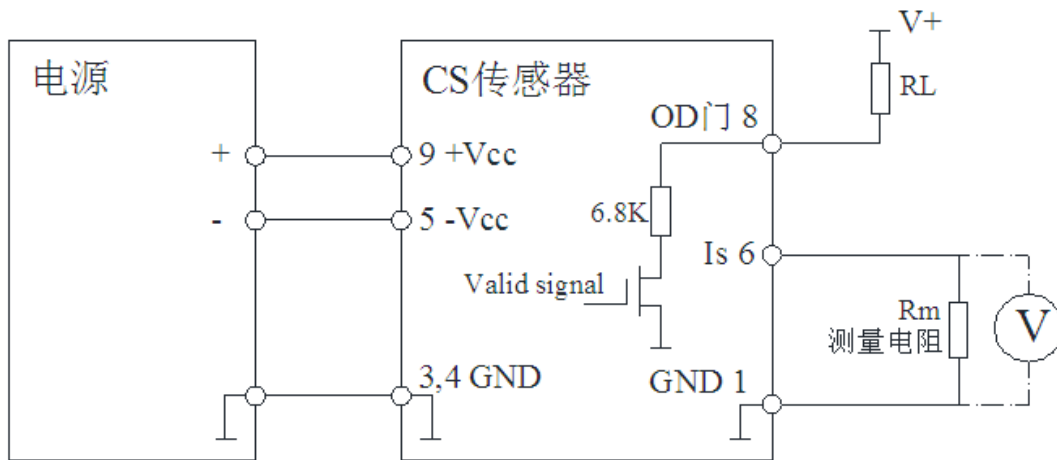 电源
+
-
CS传感器
9 +Vcc
5 -Vcc
3,4 GND
OD门 8
6.8K
Valid signal
Is 6
GND 1
V+
RL
Rm
测量电阻
V